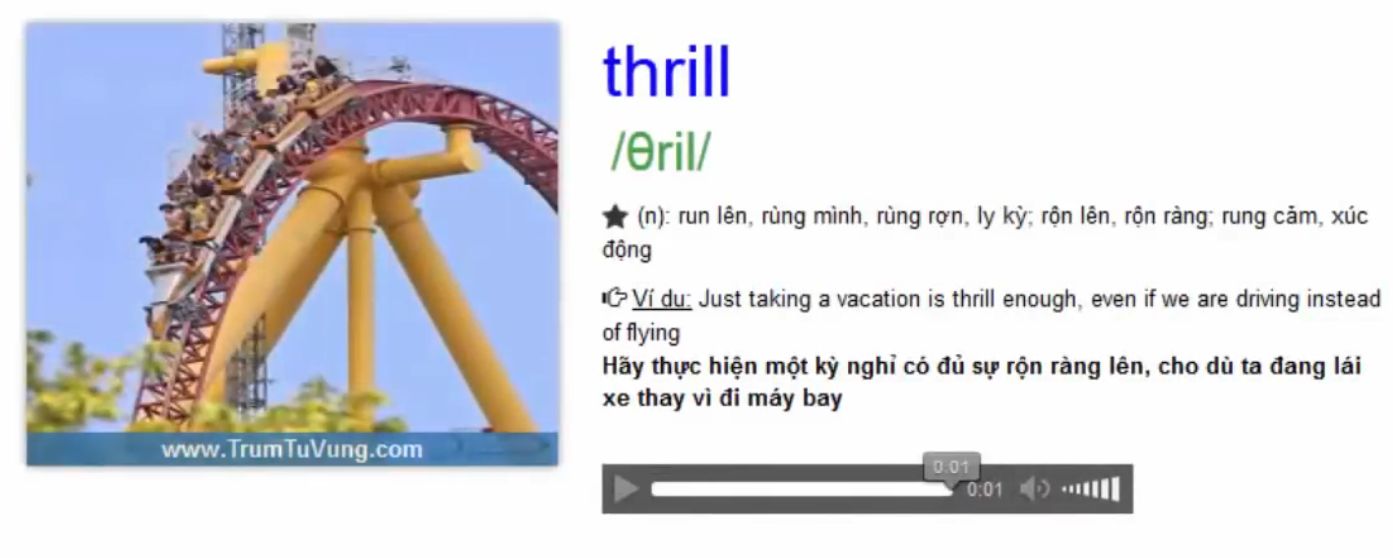 thrill
/θril/
(n): run lên, rùng mình, rùng rợn, ly kỳ; rộn lên, rộn ràng; rung cảm, xúc
động
Ví dụ: Just taking a vacation is thrill enough, even if we are driving instead
of flying
Hãy thực hiện một kỳ nghỉ có đủ sự rộn ràng lên, cho dù ta đang lái
xe thay vì đi máy bay
www.TrumTuVung.com
0:01
0:01